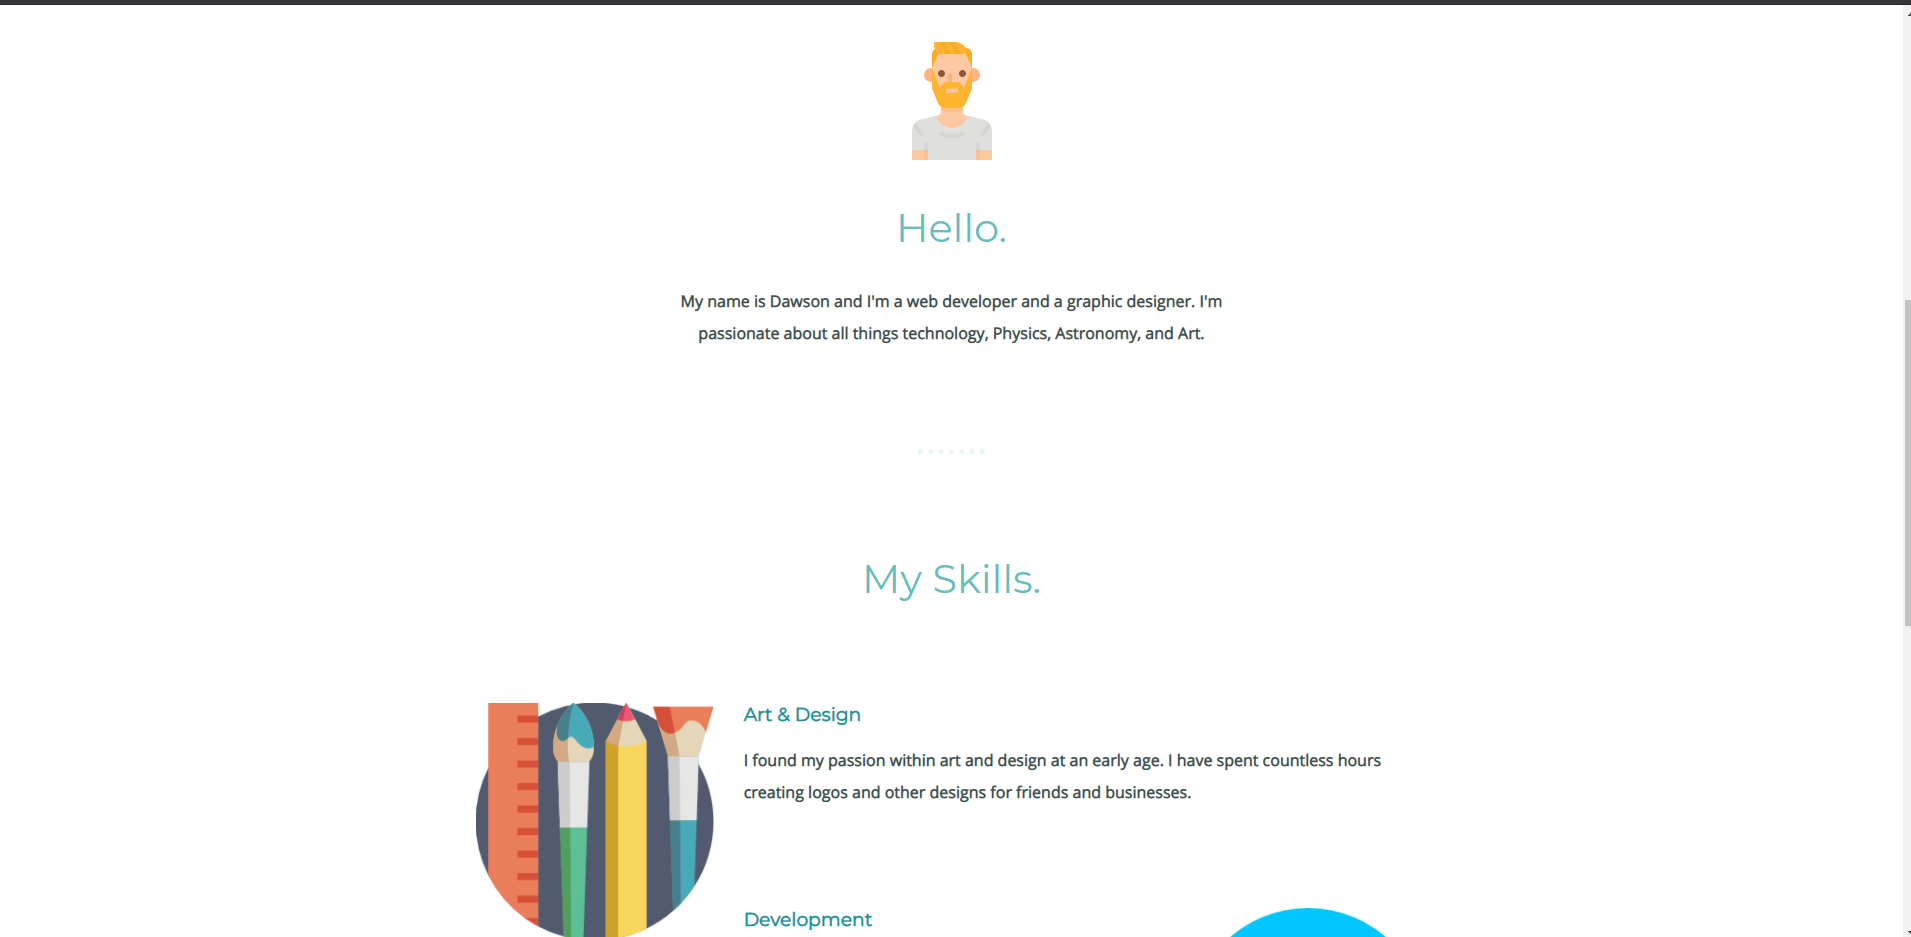 Hello.
My name is Dawson and I'm a web developer and a graphic designer. I'm
passionate about all things technology, Physics, Astronomy, and Art.
My Skills.
Art & Design
I found my passion within art and design at an early age. I have spent countless hours
creating logos and other designs for friends and businesses.
Development